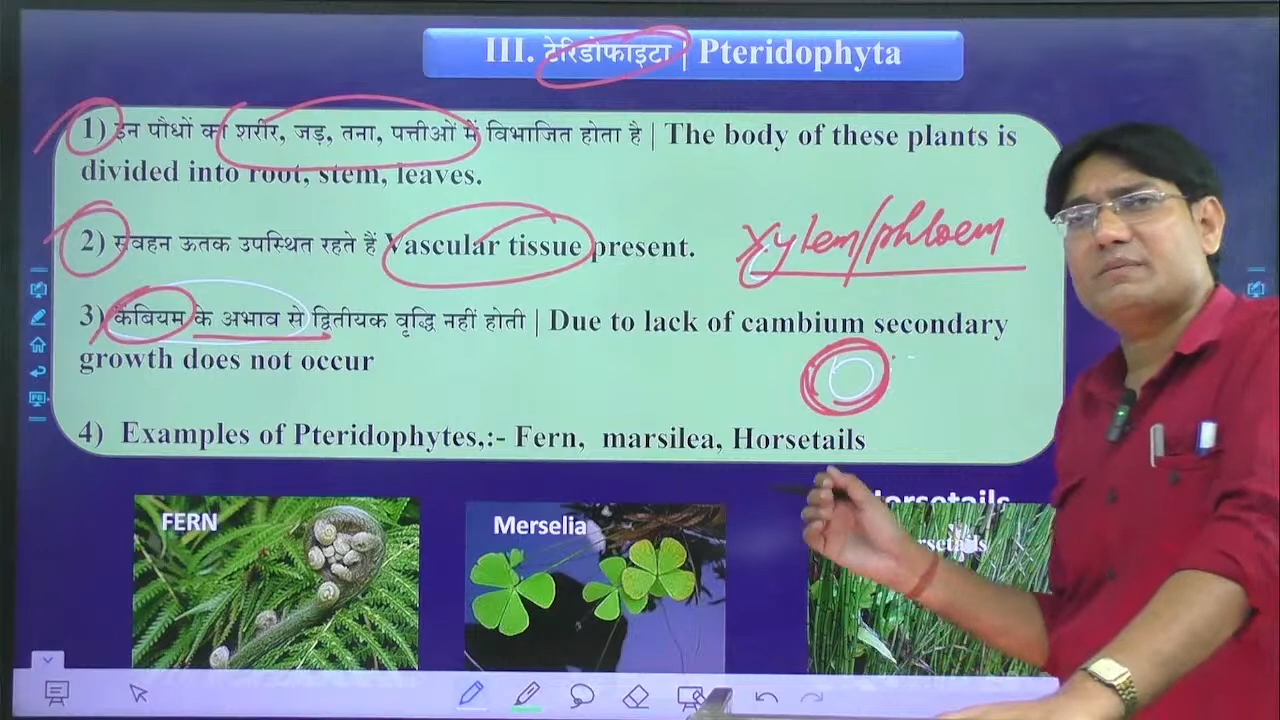 III. टेरिडोफाइटा | Pteridophyta
1) इन पौधों का शरीर, जड़, तना, पत्तीओं में विभाजित होता है | The body of these plants is
divided into root, stem, leaves.
2) संवहन ऊतक उपस्थित रहते हैं Vascular tissue present.
xylem/phloem
3) कैंबियम के अभाव से द्वितीयक वृद्धि नहीं होती | Due to lack of cambium secondary
growth does not occur
4) Examples of Pteridophytes,:- Fern, marsilea, Horsetails
FERN
Merselia
Horsetails